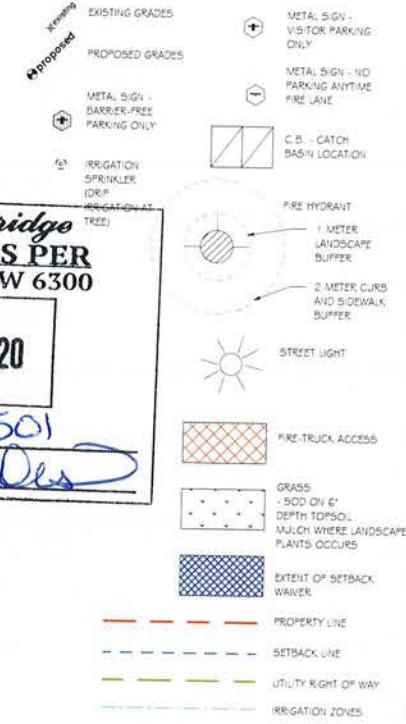 existing
EXISTING GRADES
proposed
PROPOSED GRADES
METAL SIGN -
BARRIER-FREE
PARKING ONLY
IRRIGATION
SPRINKLER
(DRIP
IRRIGATION AT
TREE)
ridge
S PER
W 6300
20
501
METAL SIGN -
VISITOR PARKING
ONLY
METAL SIGN - NO
PARKING ANYTIME
FIRE LANE
C.B. - CATCH
BASIN LOCATION
FIRE HYDRANT
1 METER
LANDSCAPE
BUFFER
2 METER CURB
AND SIDEWALK
BUFFER
STREET LIGHT
FIRE-TRUCK ACCESS
GRASS
- SOD ON 6"
DEPTH TOPSOIL
MULCH WHERE LANDSCAPE
PLANTS OCCURS
EXTENT OF SETBACK
WAIVER
PROPERTY LINE
SETBACK LINE
UTILITY RIGHT OF WAY
IRRIGATION ZONES